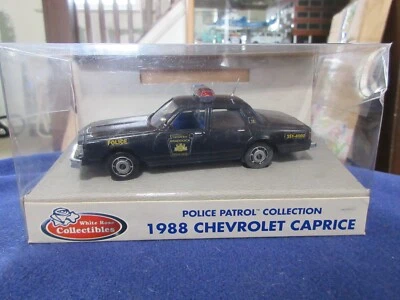 POLICE
White Rose
Collectibles
POLICE PATROL COLLECTION
1988 CHEVROLET CAPRICE